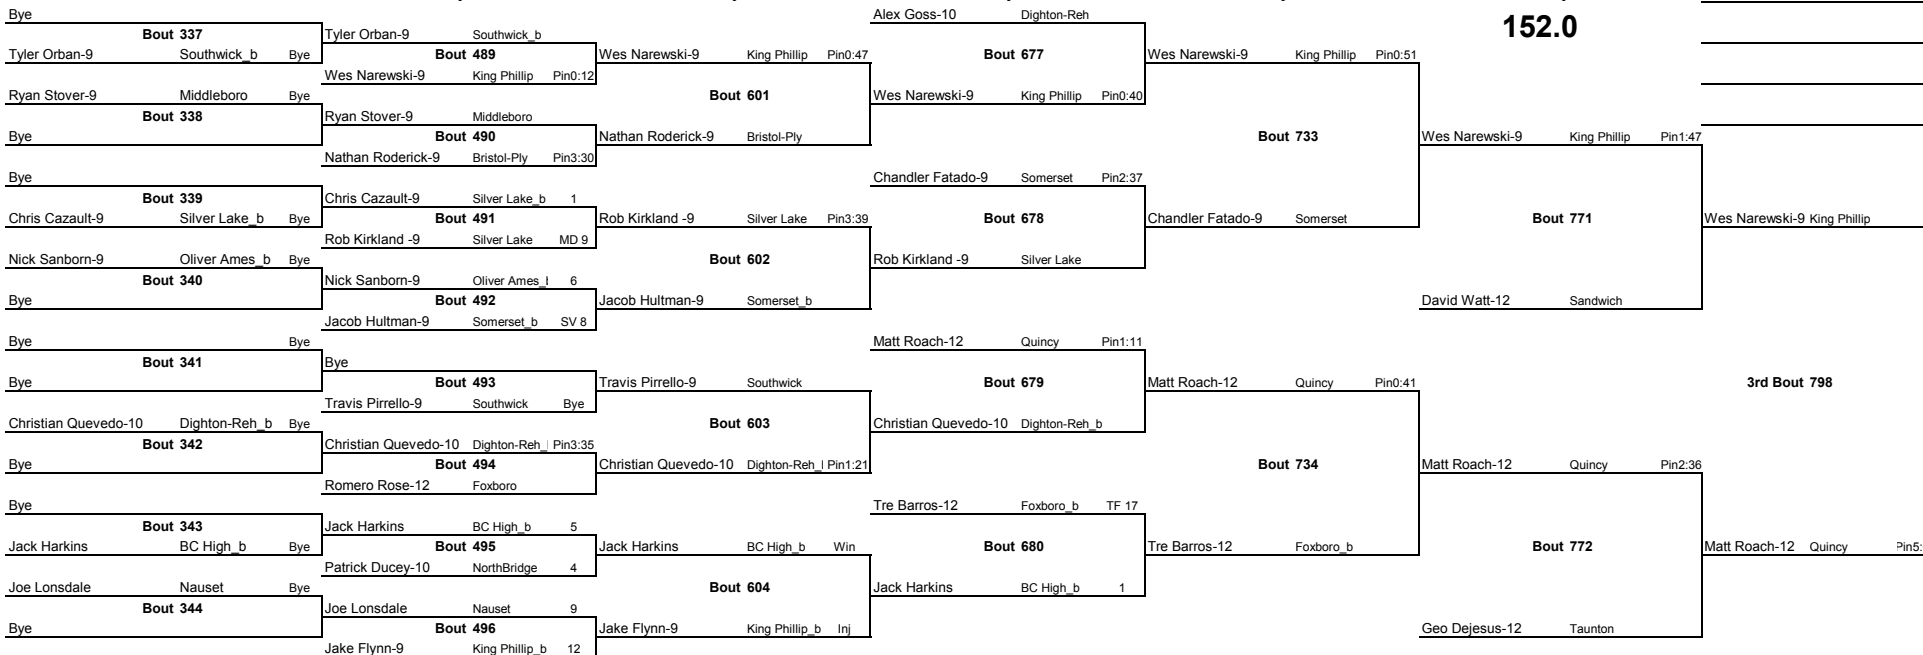 Bye Alex Goss-10 Dighton-Reh
152.0
Bout 337 Tyler Orban-9 Southwick_b
Tyler Orban-9 Southwick_b Bye Bout 489 Wes Narewski-9 King Phillip Pin0:47 Bout 677 Wes Narewski-9 King Phillip Pin0:51
Wes Narewski-9 King Phillip Pin0:12
Ryan Stover-9 Middleboro Bye Bout 601 Wes Narewski-9 King Phillip Pin0:40
Bout 338 Ryan Stover-9 Middleboro
Bye Bout 490 Nathan Roderick-9 Bristol-Ply Bout 733 Wes Narewski-9 King Phillip Pin1:47
Nathan Roderick-9 Bristol-Ply Pin3:30
Bye Chandler Fatado-9 Somerset Pin2:37
Bout 339 Chris Cazault-9 Silver Lake_b 1
Chris Cazault-9 Silver Lake_b Bye Bout 491 Rob Kirkland -9 Silver Lake Pin3:39 Bout 678 Chandler Fatado-9 Somerset Bout 771 Wes Narewski-9 King Phillip
Rob Kirkland -9 Silver Lake MD 9
Nick Sanborn-9 Oliver Ames_b Bye Bout 602 Rob Kirkland -9 Silver Lake
Bout 340 Nick Sanborn-9 Oliver Ames_ 6
Bye Bout 492 Jacob Hultman-9 Somerset_b David Watt-12 Sandwich
Jacob Hultman-9 Somerset_b SV 8
Bye Bye Matt Roach-12 Quincy Pin1:11
Bout 341 Bye
Bye Bout 493 Travis Pirrello-9 Southwick Bout 679 Matt Roach-12 Quincy Pin0:41 3rd Bout 798
Travis Pirrello-9 Southwick Bye
Christian Quevedo-10 Dighton-Reh_b Bye Bout 603 Christian Quevedo-10 Dighton-Reh_b
Bout 342 Christian Quevedo-10 Dighton-Reh_ Pin3:35
Bye Bout 494 Christian Quevedo-10 Dighton-Reh_ Pin1:21 Bout 734 Matt Roach-12 Quincy Pin2:36
Romero Rose-12 Foxboro
Bye Tre Barros-12 Foxboro_b TF 17
Bout 343 Jack Harkins BC High_b 5
Jack Harkins BC High_b Bye Bout 495 Jack Harkins BC High_b Win Bout 680 Tre Barros-12 Foxboro_b Bout 772 Matt Roach-12 Quincy Pin5:
Patrick Ducey-10 NorthBridge 4
Joe Lonsdale Nauset Bye Bout 604 Jack Harkins BC High_b 1
Bout 344 Joe Lonsdale Nauset 9
Bye Bout 496 Jake Flynn-9 King Phillip_b Inj Geo Dejesus-12 Taunton
Jake Flynn-9 King Phillip_b 12